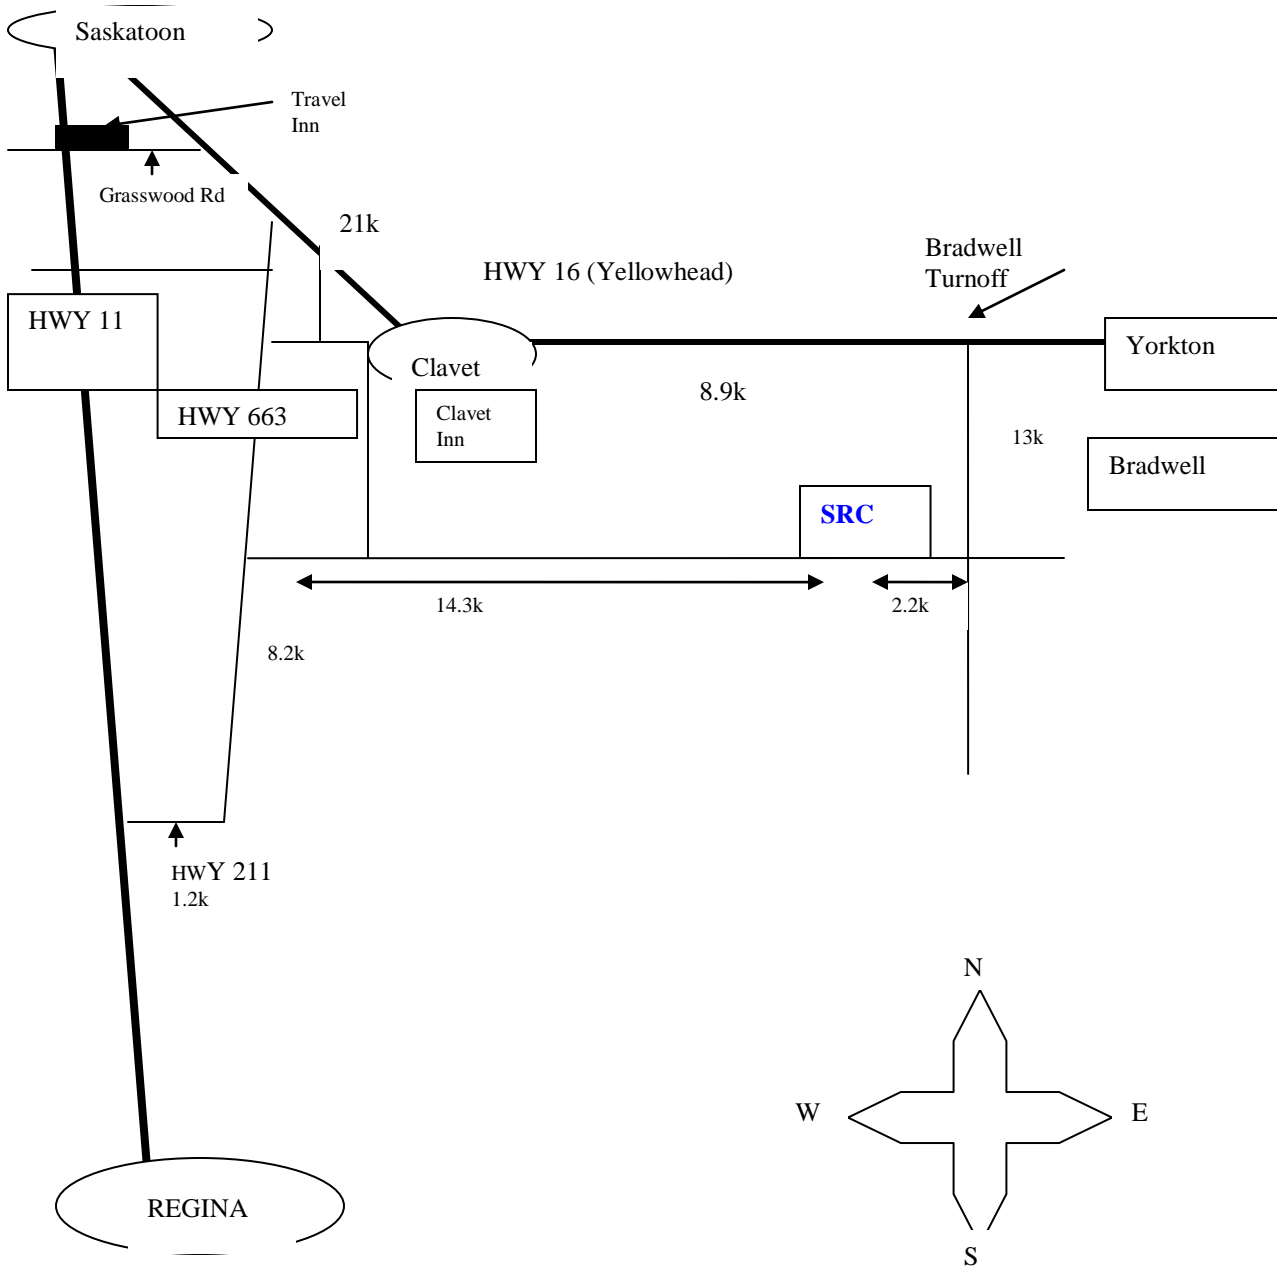 Saskatoon
Travel
Inn
Grasswood Rd
21k
HWY 16 (Yellowhead)
Bradwell
Turnoff
HWY 11
Yorkton
Clavet
8.9k
HWY 663
Clavet
Inn
13k
Bradwell
SRC
14.3k
2.2k
8.2k
HWY 211
1.2k
N
W
E
REGINA
S